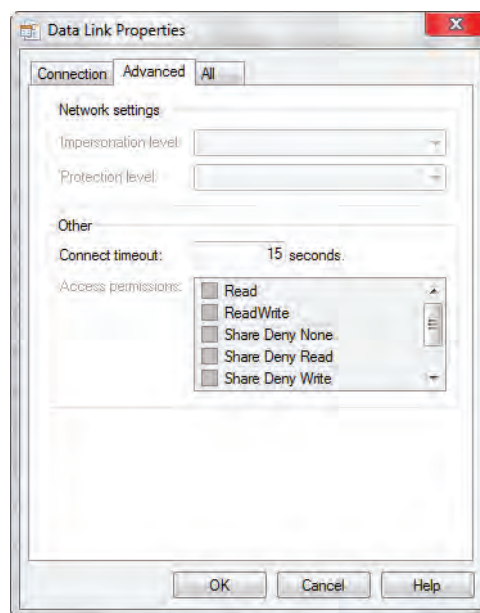 Data Link Properties
Connection Advanced All
Network settings
Impersonation level:
Protection level:
Other
Connect timeout: 15 seconds.
Access permissions:
Read
ReadWrite
Share Deny None
Share Deny Read
Share Deny Write
OK Cancel Help